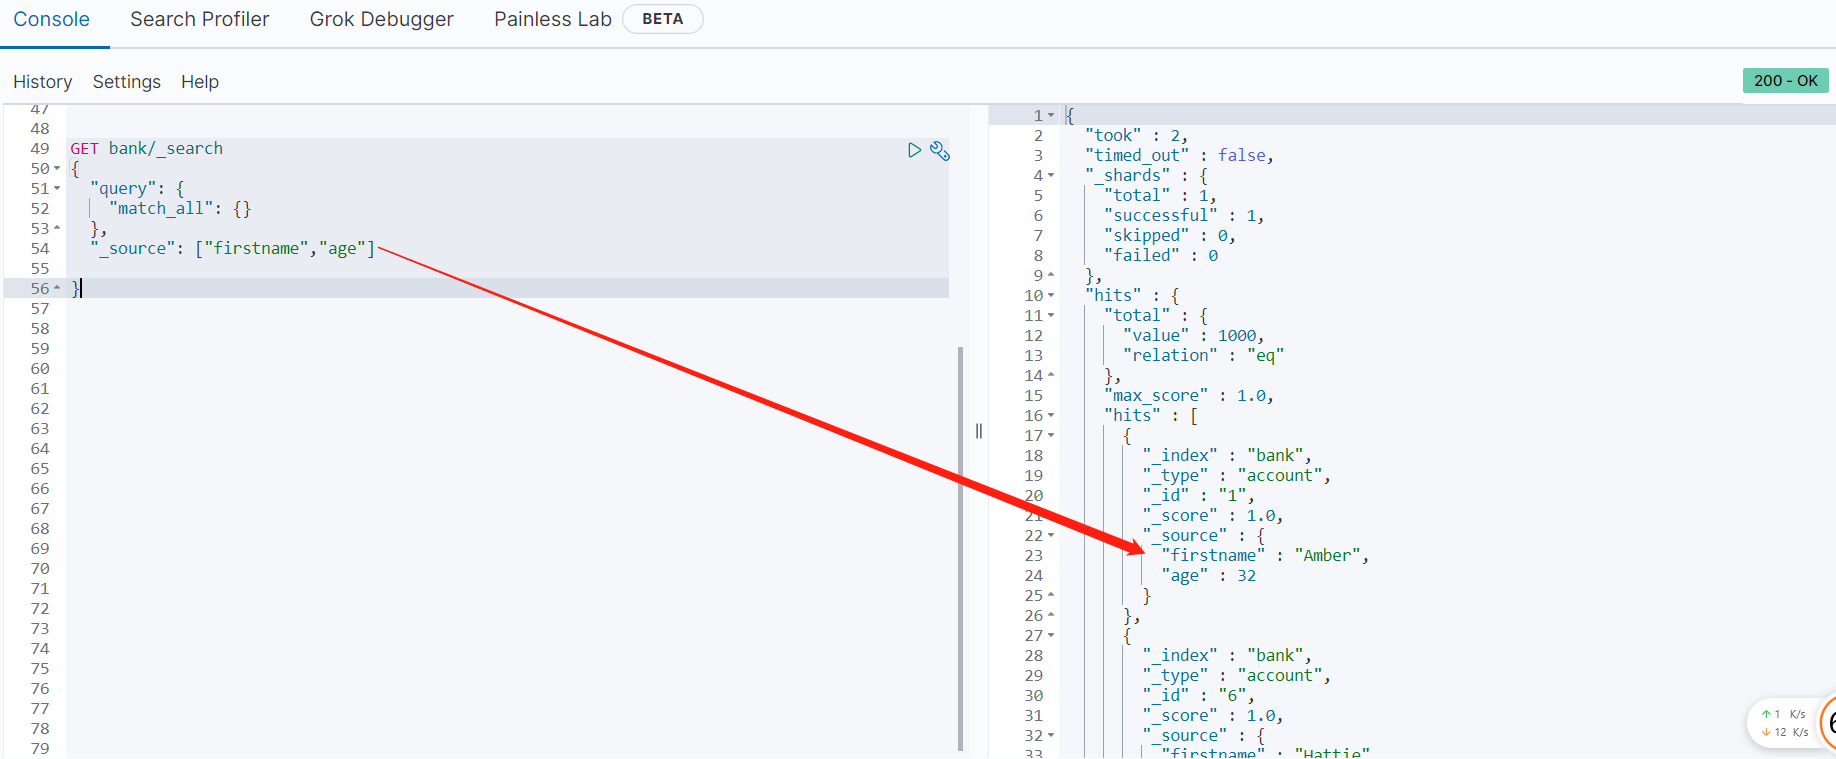 Console Search Profiler Grok Debugger Painless Lab BETA
History Settings Help
200 - OK
47
48
49 GET bank/_search
50 {
51 "query": {
52 "match_all": {}
53 },
54 "_source": ["firstname","age"]
55
56 }
57
58
59
60
61
62
63
64
65
66
67
68
69
70
71
72
73
74
75
76
77
78
79
1 {
2 "took" : 2,
3 "timed_out" : false,
4 "_shards" : {
5 "total" : 1,
6 "successful" : 1,
7 "skipped" : 0,
8 "failed" : 0
9 },
10 "hits" : {
11 "total" : {
12 "value" : 1000,
13 "relation" : "eq"
14 },
15 "max_score" : 1.0,
16 "hits" : [
17 {
18 "_index" : "bank",
19 "_type" : "account",
20 "_id" : "1",
21 "_score" : 1.0,
22 "_source" : {
23 "firstname" : "Amber",
24 "age" : 32
25 }
26 },
27 {
28 "_index" : "bank",
29 "_type" : "account",
30 "_id" : "6",
31 "_score" : 1.0,
32 "_source" : {
33 "firstname" : "Hattie"
↑ 1 K/s
↓ 12 K/s